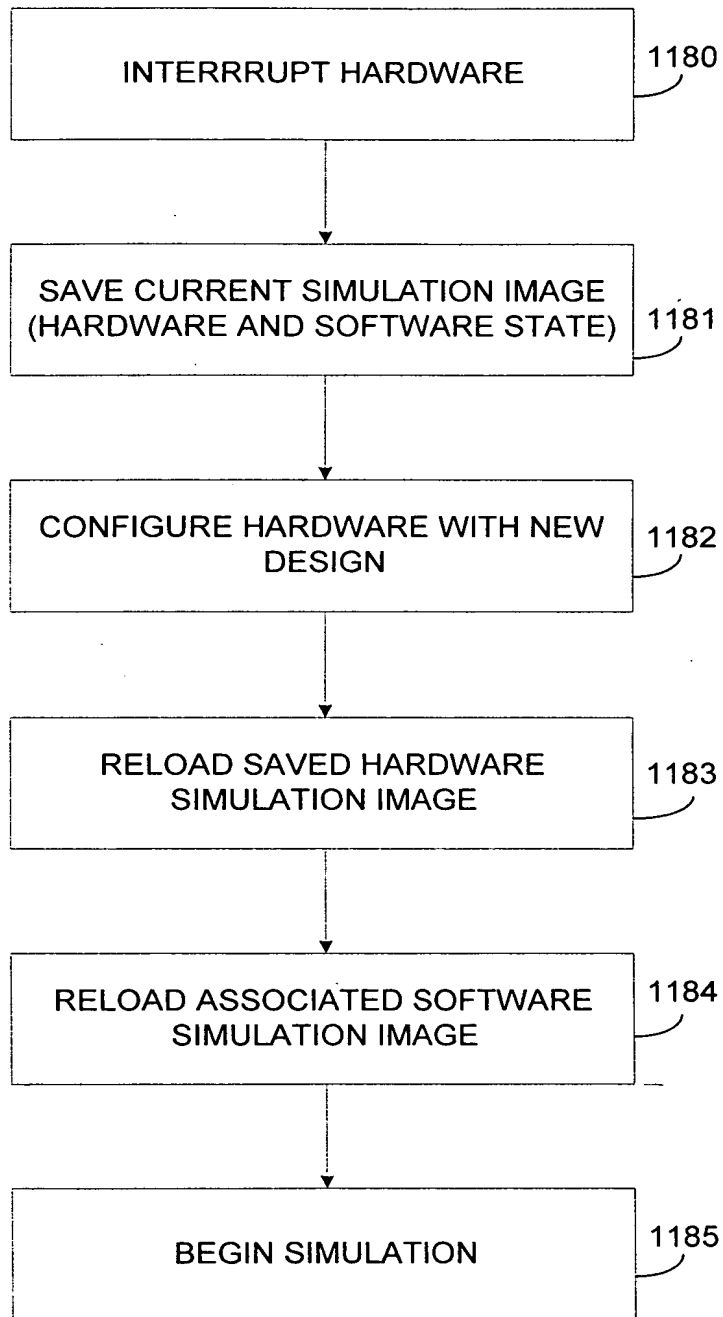 INTERRRUPT HARDWARE
1180
SAVE CURRENT SIMULATION IMAGE
(HARDWARE AND SOFTWARE STATE)
1181
CONFIGURE HARDWARE WITH NEW
DESIGN
1182
RELOAD SAVED HARDWARE
SIMULATION IMAGE
1183
RELOAD ASSOCIATED SOFTWARE
SIMULATION IMAGE
1184
BEGIN SIMULATION
1185